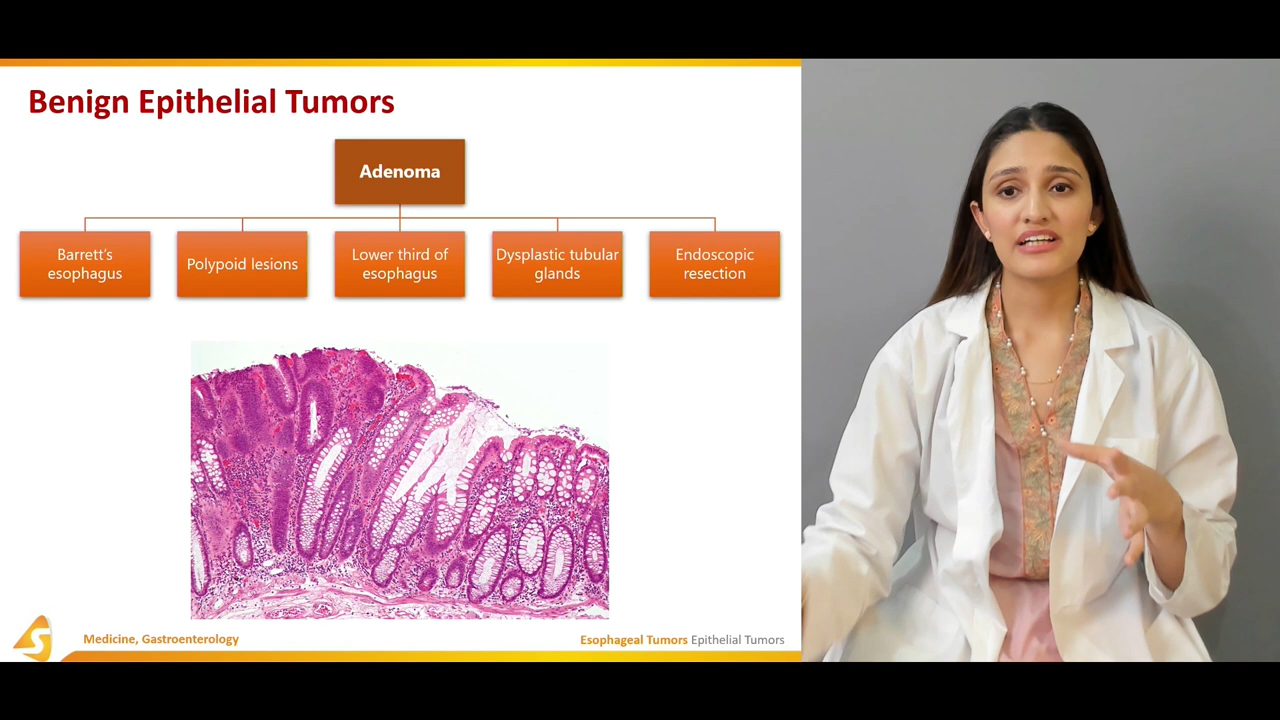 Benign Epithelial Tumors
Adenoma
Barrett's
esophagus
Polypoid lesions
Lower third of
esophagus
Dysplastic tubular
glands
Endoscopic
resection
S
Medicine, Gastroenterology
Esophageal Tumors Epithelial Tumors